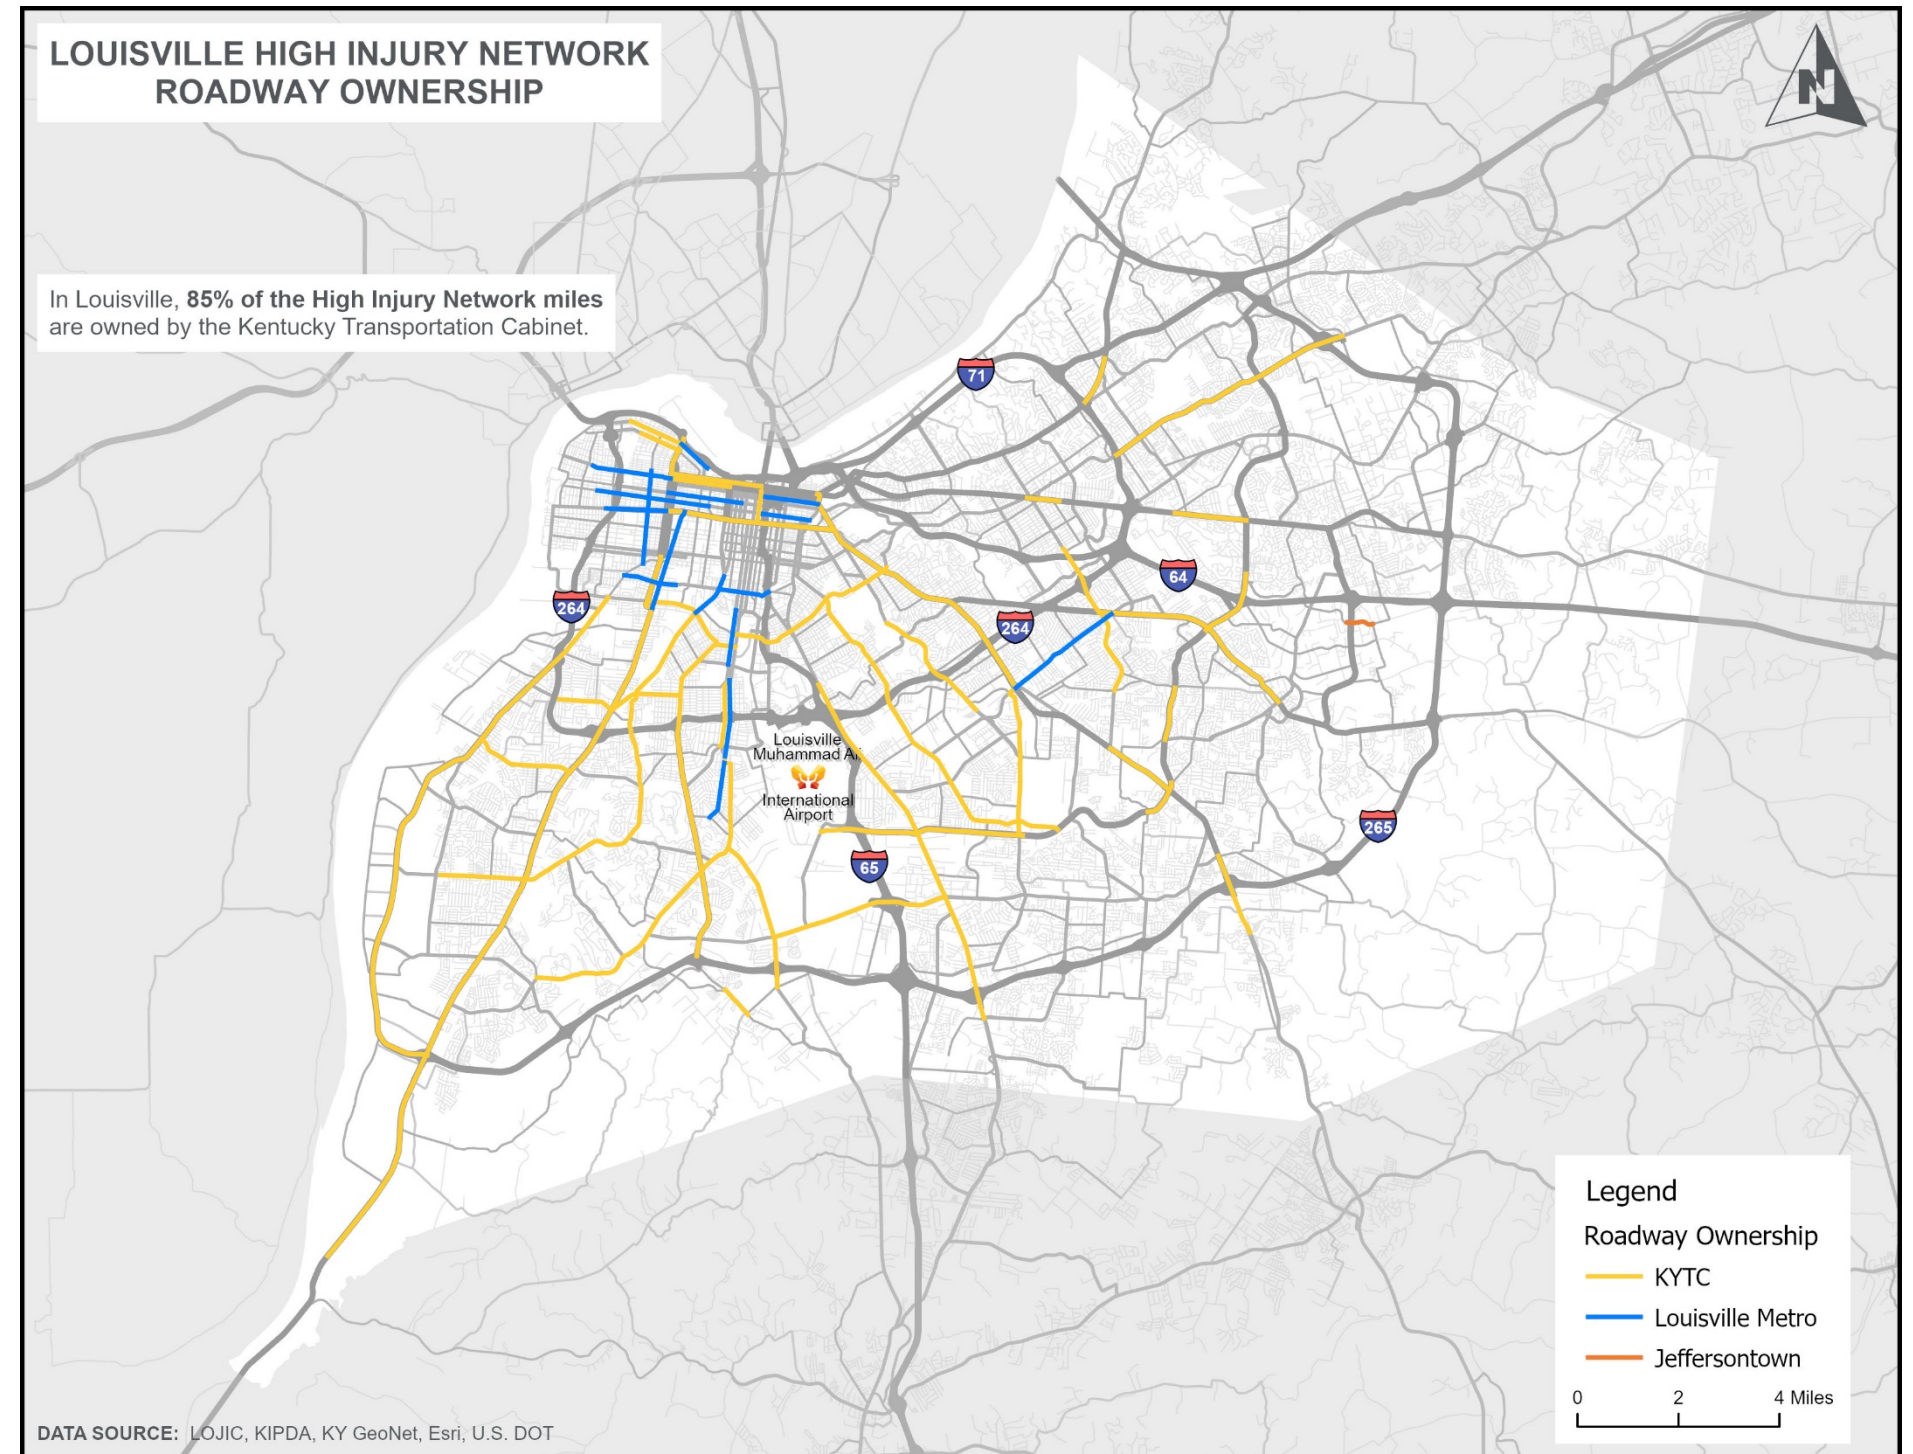 LOUISVILLE HIGH INJURY NETWORK
ROADWAY OWNERSHIP
N
In Louisville, 85% of the High Injury Network miles
are owned by the Kentucky Transportation Cabinet.
71
64
264
264
Louisville
Muhammad Ali
International
Airport
265
65
Legend
Roadway Ownership
KYTC
Louisville Metro
Jeffersontown
0 2 4 Miles
DATA SOURCE: LOJIC, KIPDA, KY GeoNet, Esri, U.S. DOT